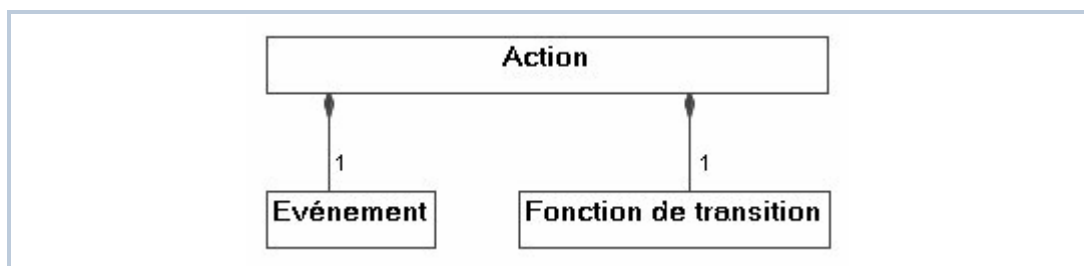 Action
1
1
Evénement
Fonction de transition